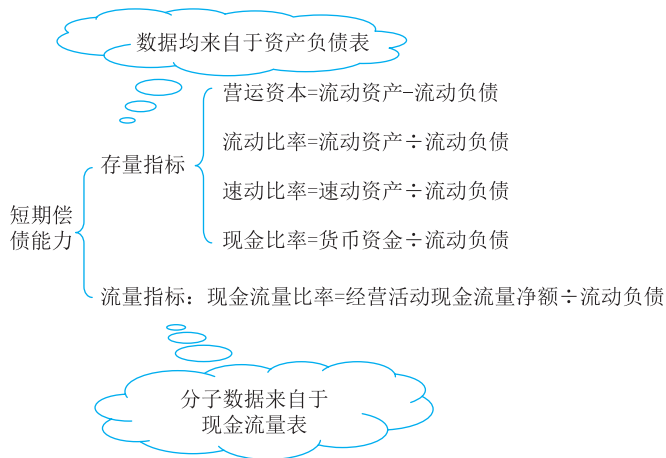 数据均来自于资产负债表
营运资本=流动资产-流动负债
流动比率=流动资产÷流动负债
存量指标
速动比率=速动资产÷流动负债
短期偿
债能力
现金比率=货币资金÷流动负债
流量指标：现金流量比率=经营活动现金流量净额÷流动负债
分子数据来自于
现金流量表